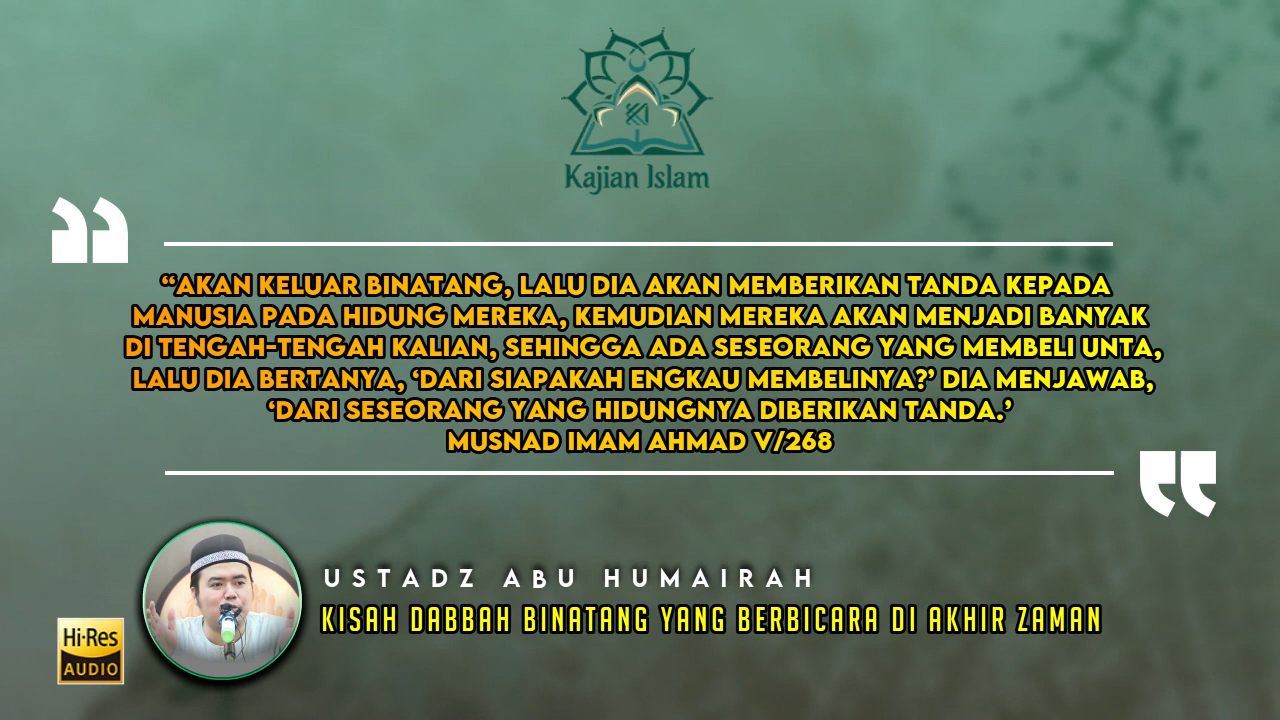 Kajian Islam
“AKAN KELUAR BINATANG, LALU DIA AKAN MEMBERIKAN TANDA KEPADA
MANUSIA PADA HIDUNG MEREKA, KEMUDIAN MEREKA AKAN MENJADI BANYAK
DI TENGAH-TENGAH KALIAN, SEHINGGA ADA SESEORANG YANG MEMBELI UNTA,
LALU DIA BERTANYA, ‘DARI SIAPAKAH ENGKAU MEMBELINYA?’ DIA MENJAWAB,
‘DARI SESEORANG YANG HIDUNGNYA DIBERIKAN TANDA.’
MUSNAD IMAM AHMAD V/268
USTADZ ABU HUMAIRAH
KISAH DABBAH BINATANG YANG BERBICARA DI AKHIR ZAMAN
Hi-Res
AUDIO